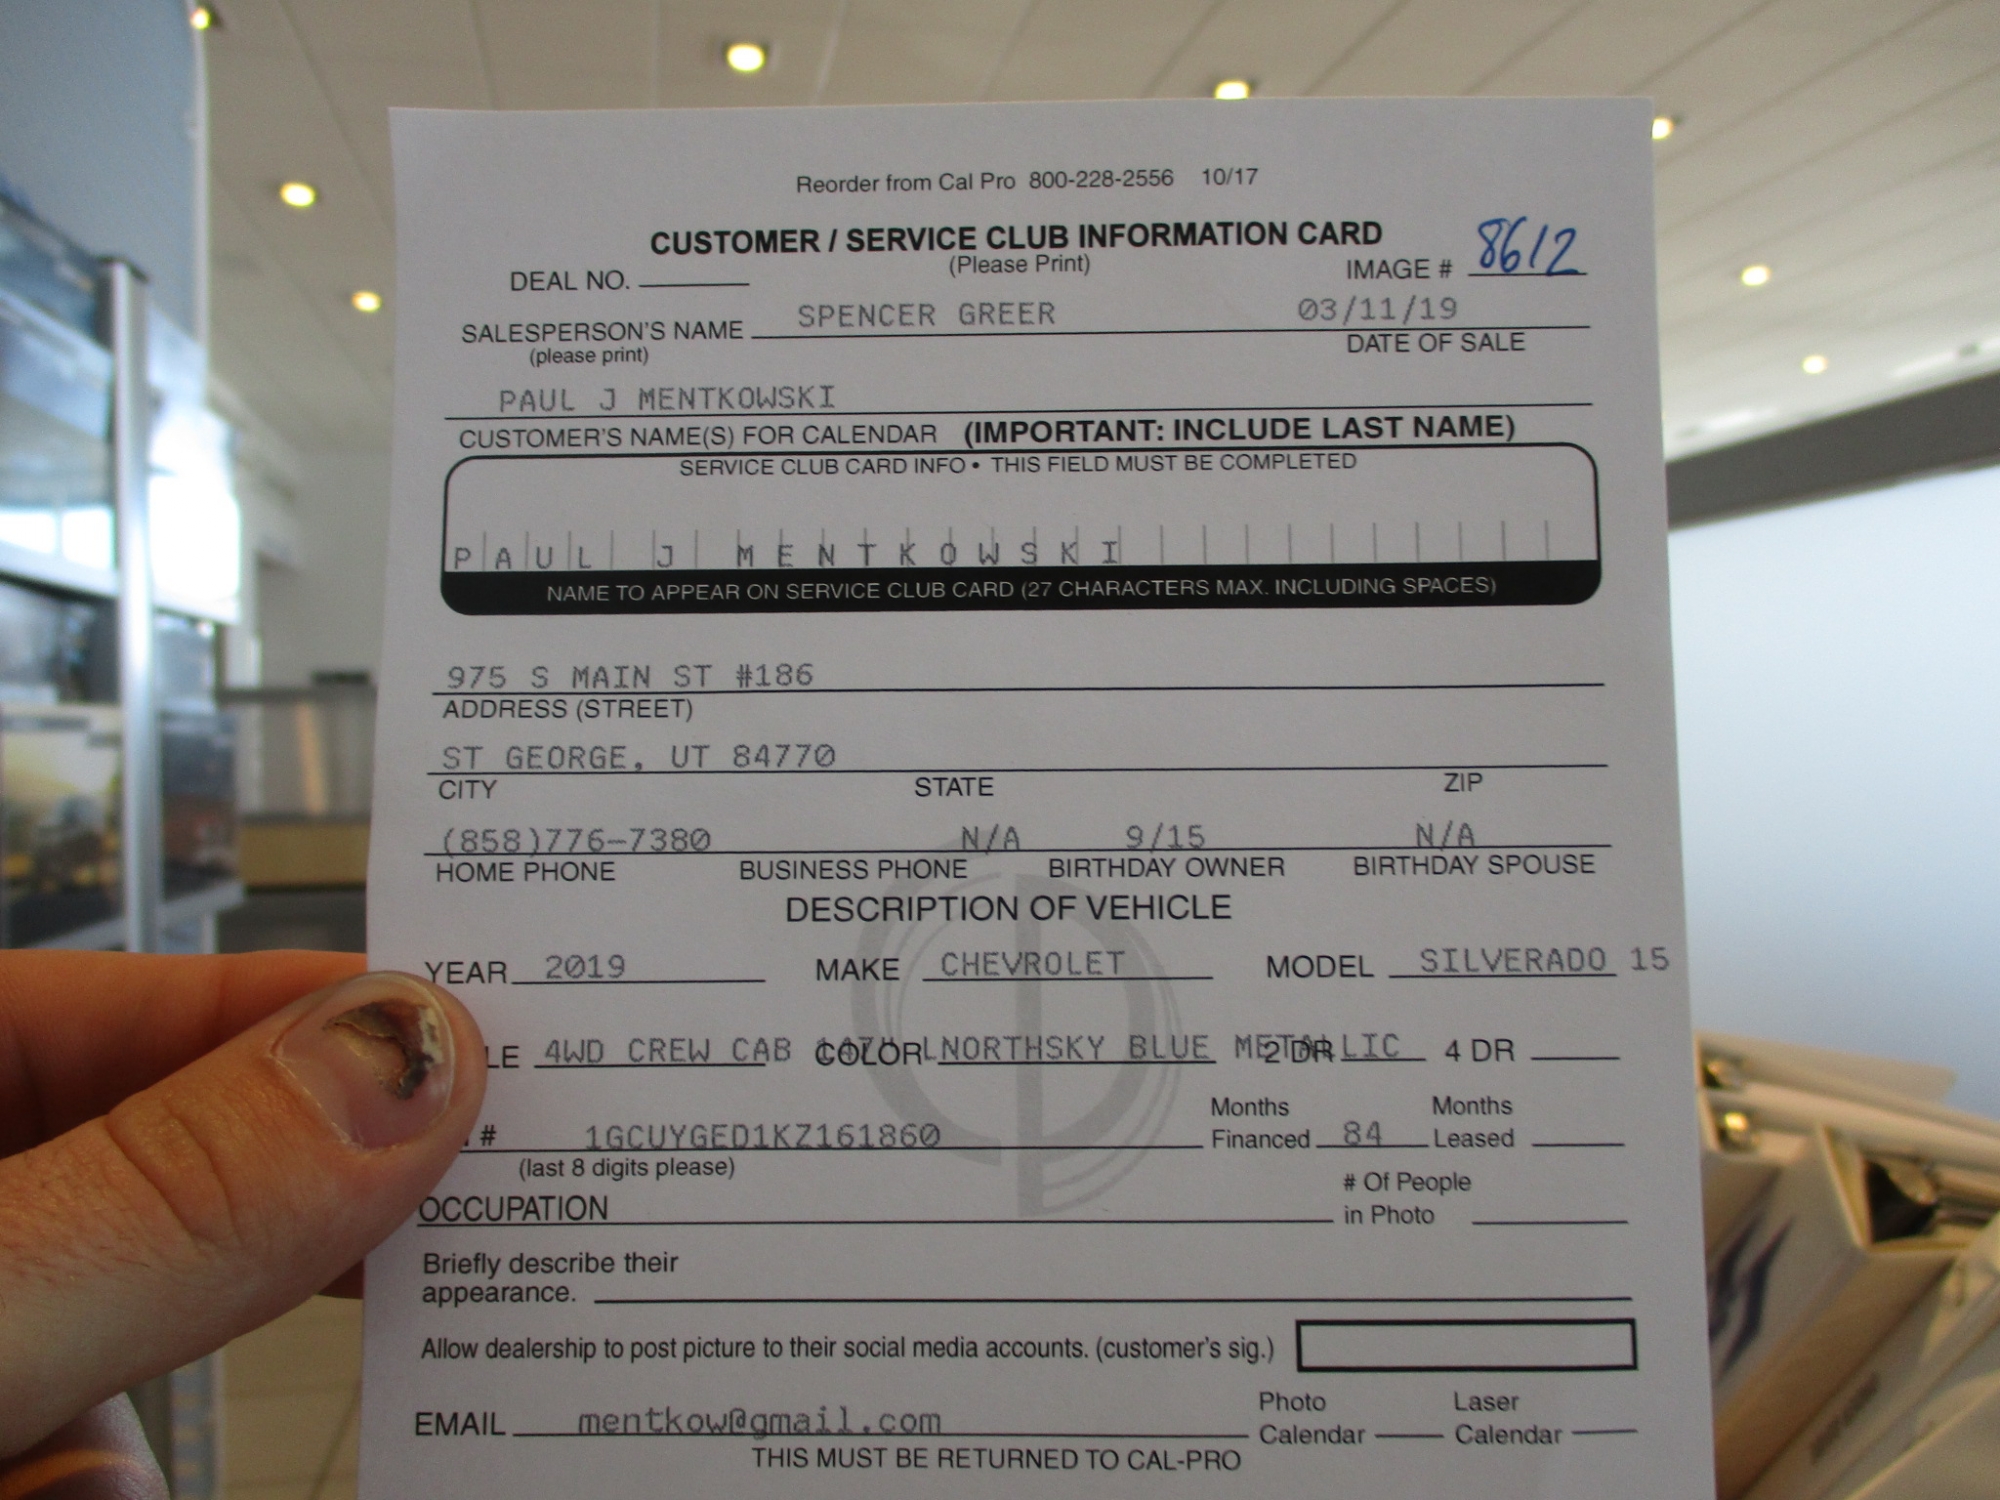 Reorder from Cal Pro 800-228-2556 10/17
CUSTOMER / SERVICE CLUB INFORMATION CARD
(Please Print)
DEAL NO. IMAGE # 8612
SALESPERSON'S NAME SPENCER GREER 03/11/19
(please print) DATE OF SALE
PAUL J MENTKOWSKI
CUSTOMER'S NAME(S) FOR CALENDAR (IMPORTANT: INCLUDE LAST NAME)
SERVICE CLUB CARD INFO • THIS FIELD MUST BE COMPLETED
PAUL J MENTKOWSKI
NAME TO APPEAR ON SERVICE CLUB CARD (27 CHARACTERS MAX. INCLUDING SPACES)
975 S MAIN ST #186
ADDRESS (STREET)
ST GEORGE, UT 84770
CITY STATE ZIP
(858)776-7380 N/A 9/15 N/A
HOME PHONE BUSINESS PHONE BIRTHDAY OWNER BIRTHDAY SPOUSE
DESCRIPTION OF VEHICLE
YEAR 2019 MAKE CHEVROLET MODEL SILVERADO 15
LE 4WD CREW CAB COLOR NORTHSKY BLUE METALLIC 2 DR 4 DR
# 1GCUYGED1KZ161860 Months Financed 84 Months Leased
(last 8 digits please)
OCCUPATION # Of People in Photo
Briefly describe their
appearance.
Allow dealership to post picture to their social media accounts. (customer's sig.)
EMAIL mentkow@gmail.com Photo Calendar Laser Calendar
THIS MUST BE RETURNED TO CAL-PRO